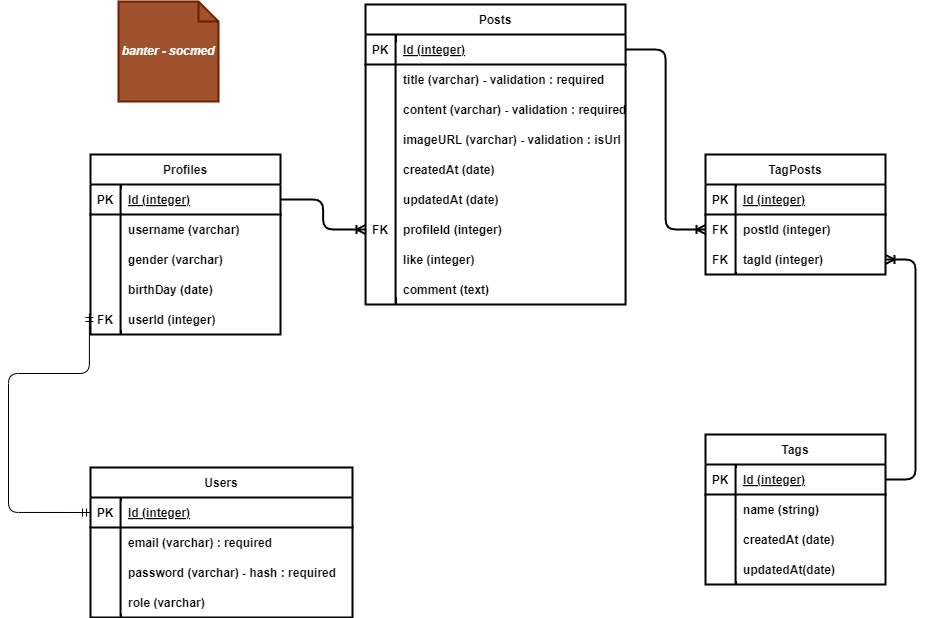 banter - socmed
Posts
PK Id (integer)
title (varchar) - validation : required
content (varchar) - validation : required
imageURL (varchar) - validation : isUrl
createdAt (date)
updatedAt (date)
FK profileId (integer)
like (integer)
comment (text)
Profiles
PK Id (integer)
username (varchar)
gender (varchar)
birthDay (date)
FK userId (integer)
TagPosts
PK Id (integer)
FK postId (integer)
FK tagId (integer)
Users
PK Id (integer)
email (varchar) : required
password (varchar) - hash : required
role (varchar)
Tags
PK Id (integer)
name (string)
createdAt (date)
updatedAt(date)